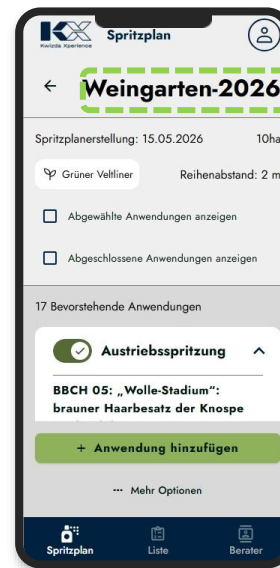 KX
Kwizda Xperience
Spritzplan
Weingarten-2026
Spritzplanerstellung: 15.05.2026 10ha
Grüner Veltliner Reihenabstand: 2 m
Abgewählte Anwendungen anzeigen
Abgeschlossene Anwendungen anzeigen
17 Bevorstehende Anwendungen
Austriebsspritzung
BBCH 05: „Wolle-Stadium“:
brauner Haarbesatz der Knospe
+ Anwendung hinzufügen
... Mehr Optionen
Spritzplan Liste Berater